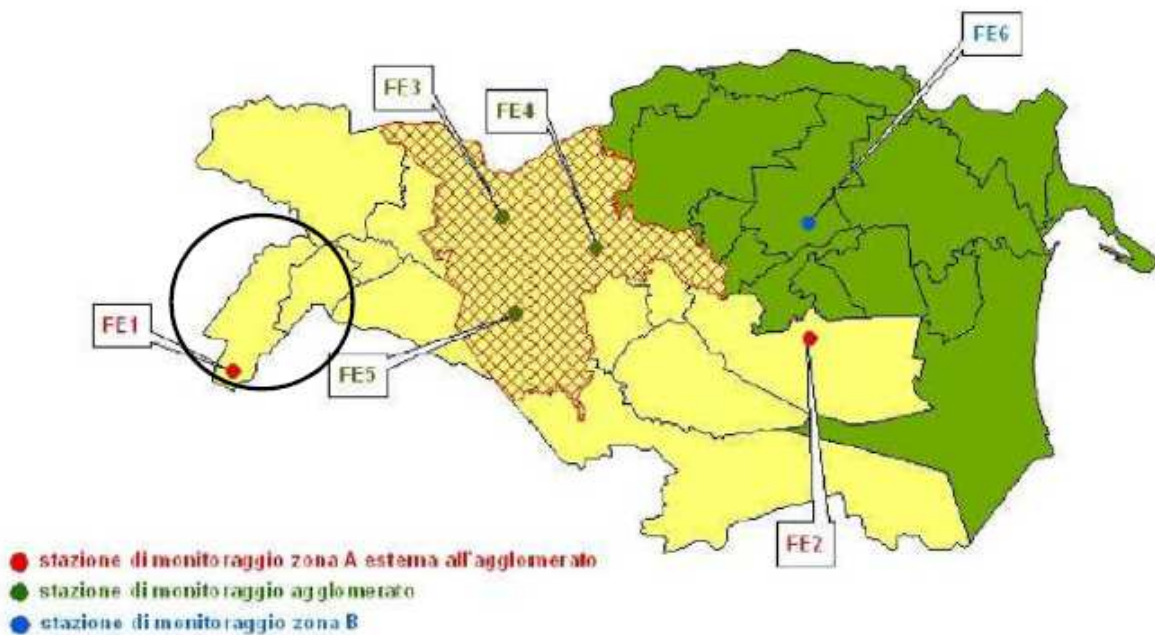 FE6
FE3
FE4
FE1
FE5
FE2
stazione di monitoraggio zona A esterna all'agglomerato
stazione di monitoraggio agglomerato
stazione di monitoraggio zona B